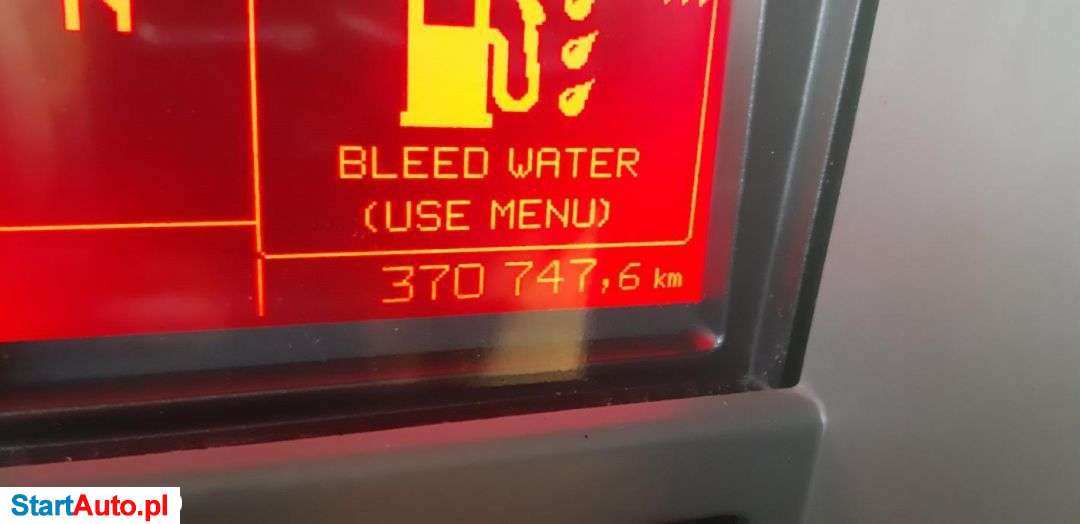 N
BLEED WATER
(USE MENU)
370 747,6 km
StartAuto.pl